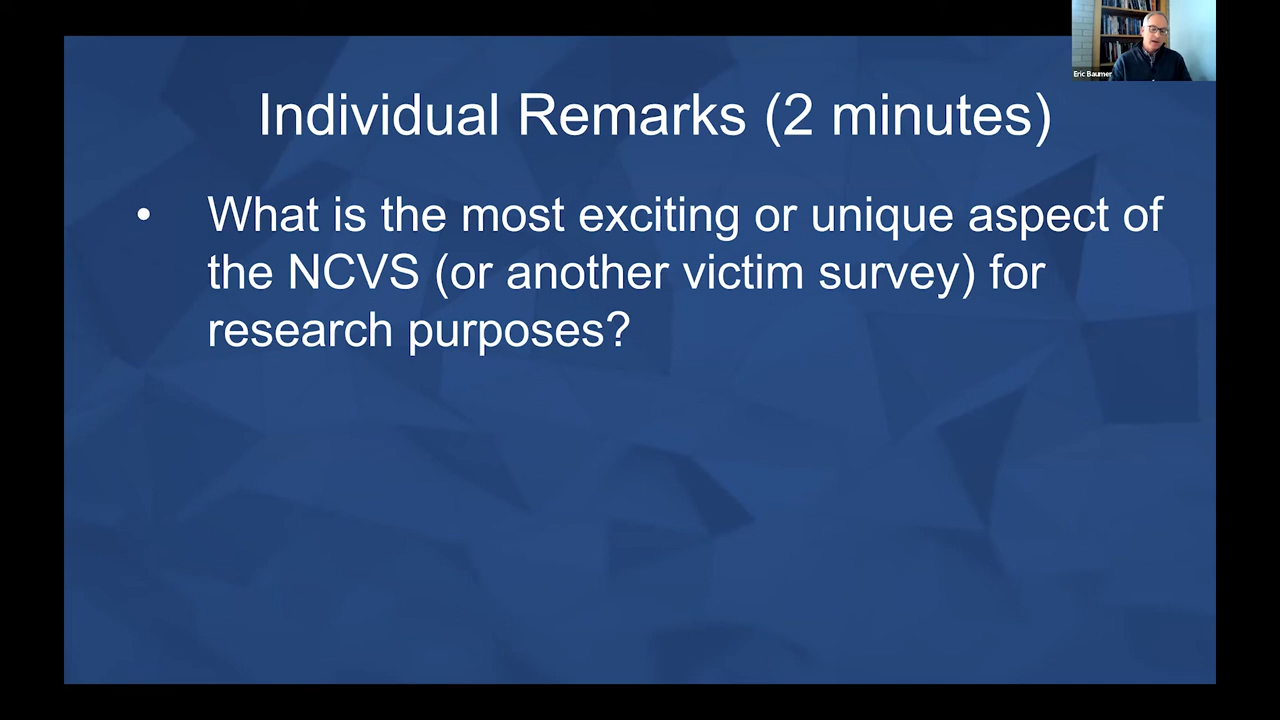 Eric Baumer
Individual Remarks (2 minutes)
• What is the most exciting or unique aspect of
the NCVS (or another victim survey) for
research purposes?